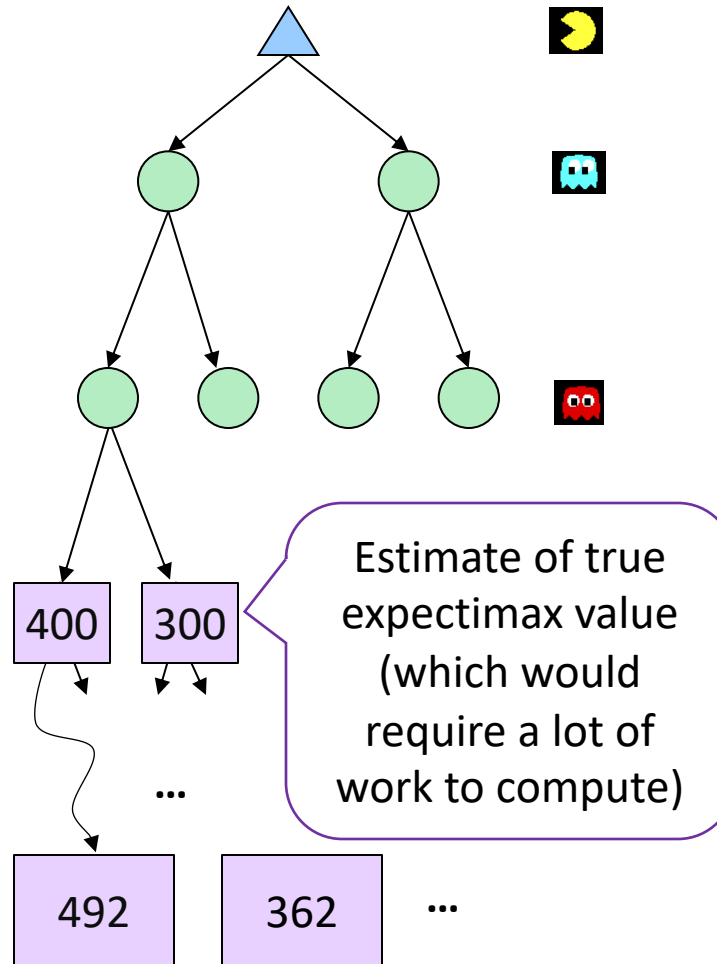 Estimate of true
expectimax value
(which would
require a lot of
work to compute)
400
300
...
492
362
...